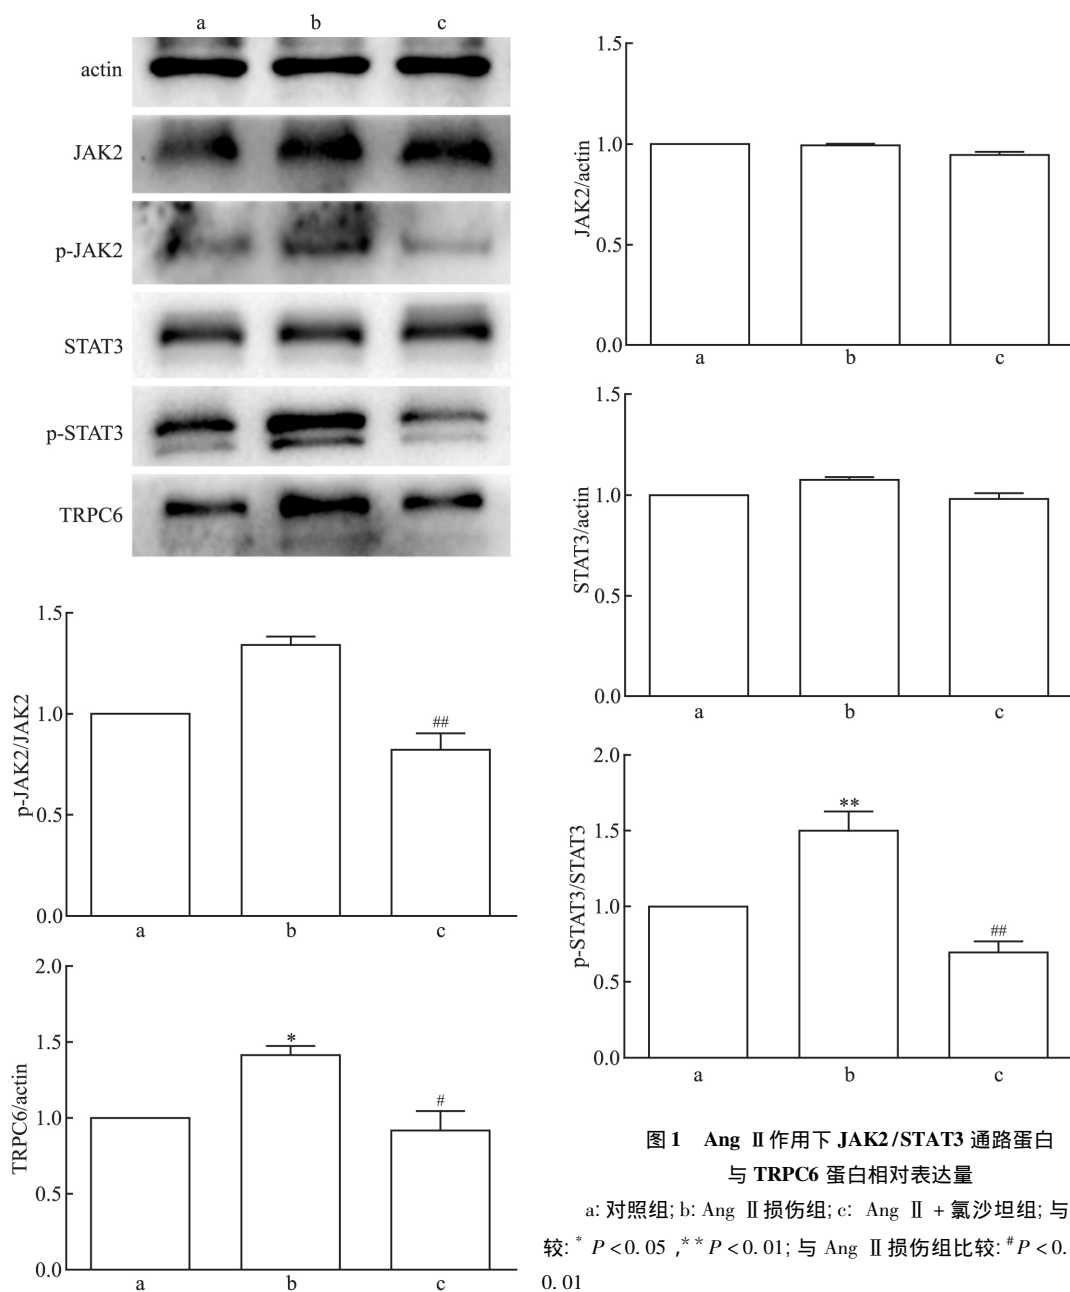 a b c
actin
JAK2
p-JAK2
STAT3
p-STAT3
TRPC6
1.5
1.0
0.5
0.0
JAK2/actin
a b c
1.5
1.0
0.5
0.0
STAT3/actin
a b c
1.5
1.0
0.5
0.0
p-JAK2/JAK2
##
a b c
2.0
1.5
1.0
0.5
0.0
p-STAT3/STAT3
**
##
a b c
2.0
1.5
1.0
0.5
0.0
TRPC6/actin
*
#
a b c
图 1 Ang Ⅱ作用下 JAK2/STAT3 通路蛋白
与 TRPC6 蛋白相对表达量
a: 对照组; b: Ang Ⅱ损伤组; c: Ang Ⅱ + 氯沙坦组; 与
较: * P < 0. 05 ,** P < 0. 01; 与 Ang Ⅱ损伤组比较: #P < 0.
0. 01